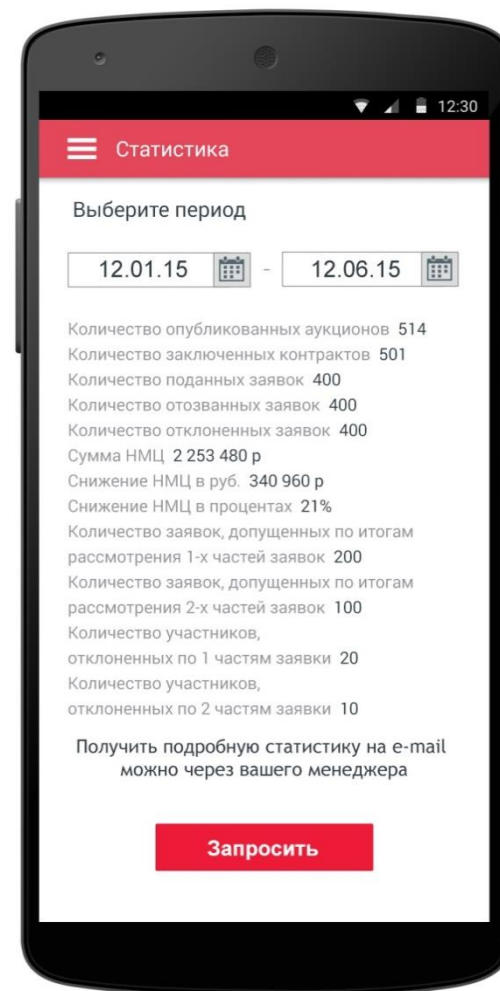 12:30
Статистика
Выберите период
12.01.15 - 12.06.15
Количество опубликованных аукционов 514
Количество заключенных контрактов 501
Количество поданных заявок 400
Количество отозванных заявок 400
Количество отклоненных заявок 400
Сумма НМЦ 2 253 480 р
Снижение НМЦ в руб. 340 960 р
Снижение НМЦ в процентах 21%
Количество заявок, допущенных по итогам
рассмотрения 1-х частей заявок 200
Количество заявок, допущенных по итогам
рассмотрения 2-х частей заявок 100
Количество участников,
отклоненных по 1 частям заявки 20
Количество участников,
отклоненных по 2 частям заявки 10
Получить подробную статистику на e-mail
можно через вашего менеджера
Запросить